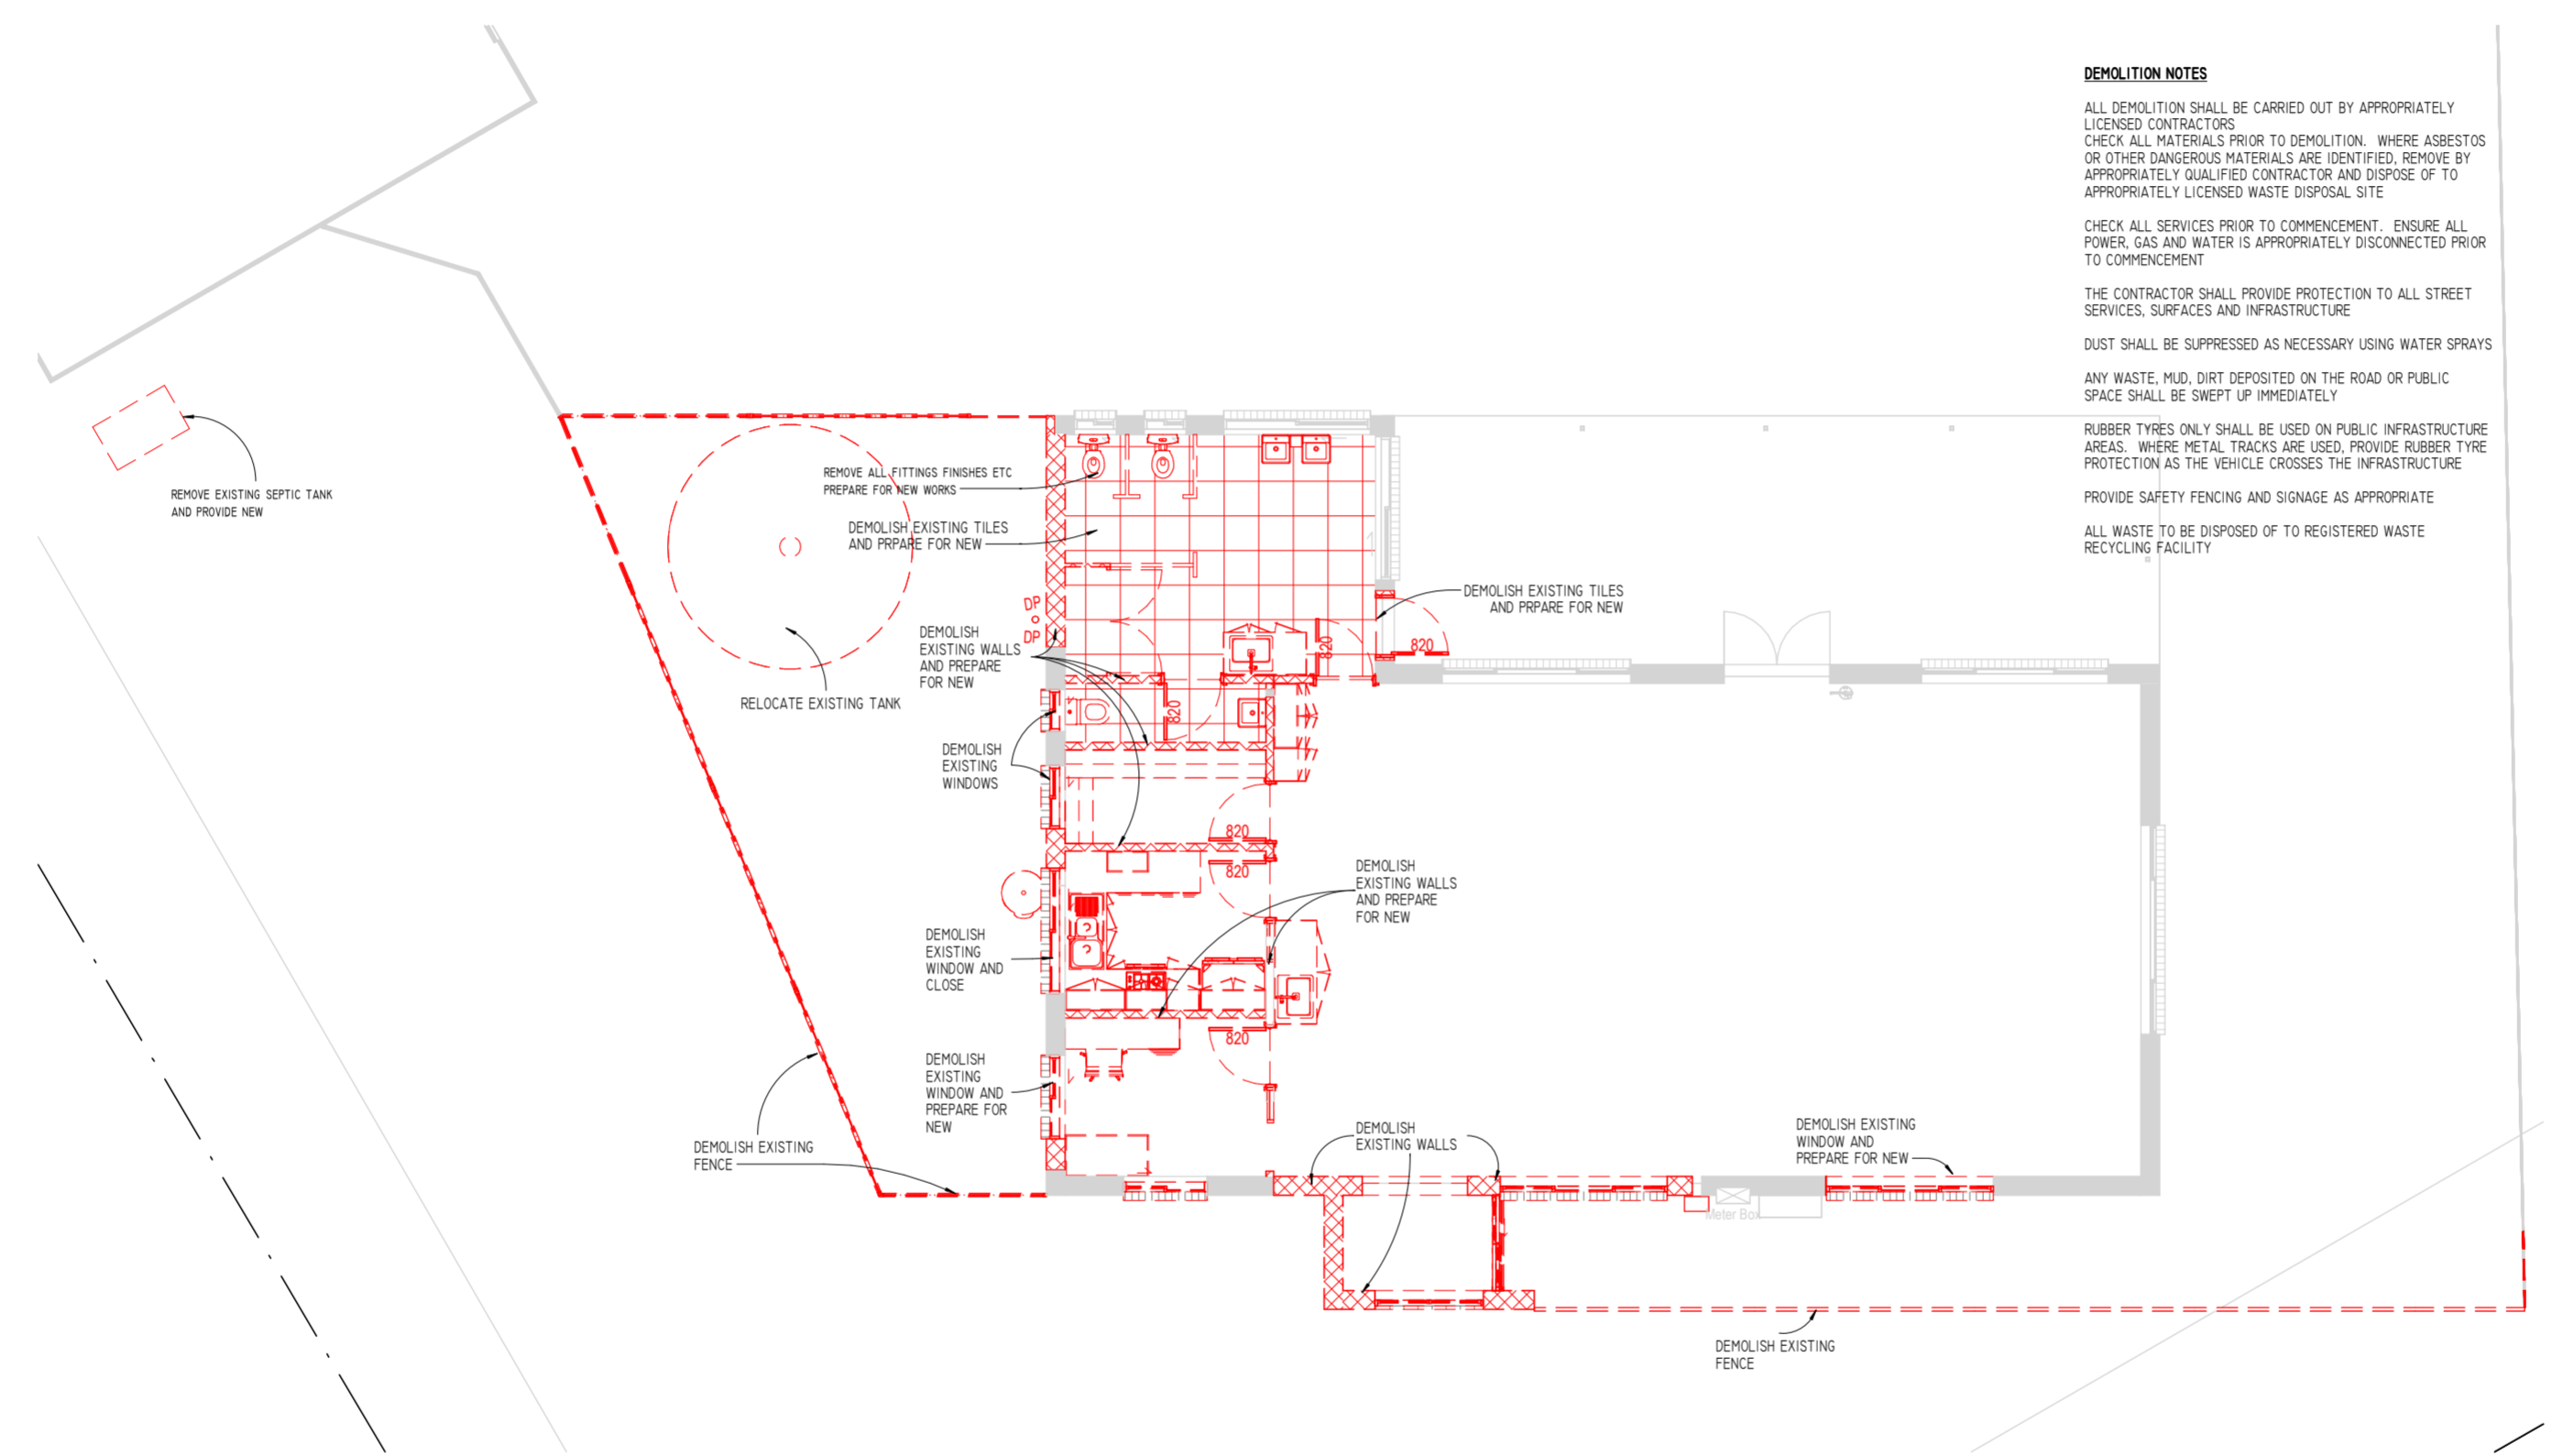 DEMOLITION NOTES
ALL DEMOLITION SHALL BE CARRIED OUT BY APPROPRIATELY
LICENSED CONTRACTORS
CHECK ALL MATERIALS PRIOR TO DEMOLITION. WHERE ASBESTOS
OR OTHER DANGEROUS MATERIALS ARE IDENTIFIED, REMOVE BY
APPROPRIATELY QUALIFIED CONTRACTOR AND DISPOSE OF TO
APPROPRIATELY LICENSED WASTE DISPOSAL SITE
CHECK ALL SERVICES PRIOR TO COMMENCEMENT. ENSURE ALL
POWER, GAS AND WATER IS APPROPRIATELY DISCONNECTED PRIOR
TO COMMENCEMENT
THE CONTRACTOR SHALL PROVIDE PROTECTION TO ALL STREET
SERVICES, SURFACES AND INFRASTRUCTURE
DUST SHALL BE SUPPRESSED AS NECESSARY USING WATER SPRAYS
ANY WASTE, MUD, DIRT DEPOSITED ON THE ROAD OR PUBLIC
SPACE SHALL BE SWEPT UP IMMEDIATELY
RUBBER TYRES ONLY SHALL BE USED ON PUBLIC INFRASTRUCTURE
AREAS. WHERE METAL TRACKS ARE USED, PROVIDE RUBBER TYRE
PROTECTION AS THE VEHICLE CROSSES THE INFRASTRUCTURE
PROVIDE SAFETY FENCING AND SIGNAGE AS APPROPRIATE
ALL WASTE TO BE DISPOSED OF TO REGISTERED WASTE
RECYCLING FACILITY
REMOVE EXISTING SEPTIC TANK
AND PROVIDE NEW
REMOVE ALL FITTINGS FINISHES ETC
PREPARE FOR NEW WORKS
DEMOLISH EXISTING TILES
AND PRPARE FOR NEW
DEMOLISH EXISTING TILES
AND PRPARE FOR NEW
DP
DP
820
820
DEMOLISH
EXISTING WALLS
AND PREPARE
FOR NEW
RELOCATE EXISTING TANK
820
DEMOLISH
EXISTING
WINDOWS
820
820
DEMOLISH
EXISTING WALLS
AND PREPARE
FOR NEW
DEMOLISH
EXISTING
WINDOW AND
CLOSE
820
DEMOLISH
EXISTING
WINDOW AND
PREPARE FOR
NEW
DEMOLISH EXISTING
FENCE
DEMOLISH
EXISTING WALLS
DEMOLISH EXISTING
WINDOW AND
PREPARE FOR NEW
Meter Box
DEMOLISH EXISTING
FENCE